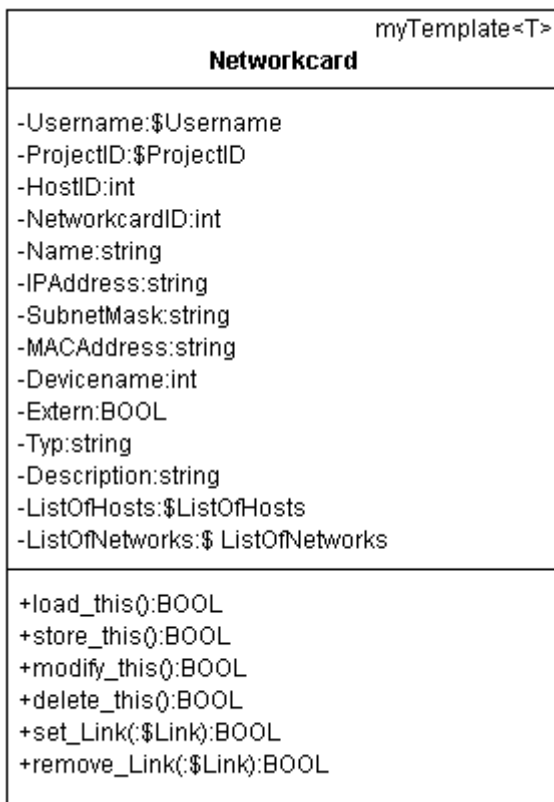 myTemplate<T>
Networkcard
-Username:$Username
-ProjectID:$ProjectID
-HostID:int
-NetworkcardID:int
-Name:string
-IPAddress:string
-SubnetMask:string
-MACAddress:string
-Devicename:int
-Extern:BOOL
-Typ:string
-Description:string
-ListOfHosts:$ListOfHosts
-ListOfNetworks:$ ListOfNetworks
+load_this():BOOL
+store_this():BOOL
+modify_this():BOOL
+delete_this():BOOL
+set_Link(:$Link):BOOL
+remove_Link(:$Link):BOOL